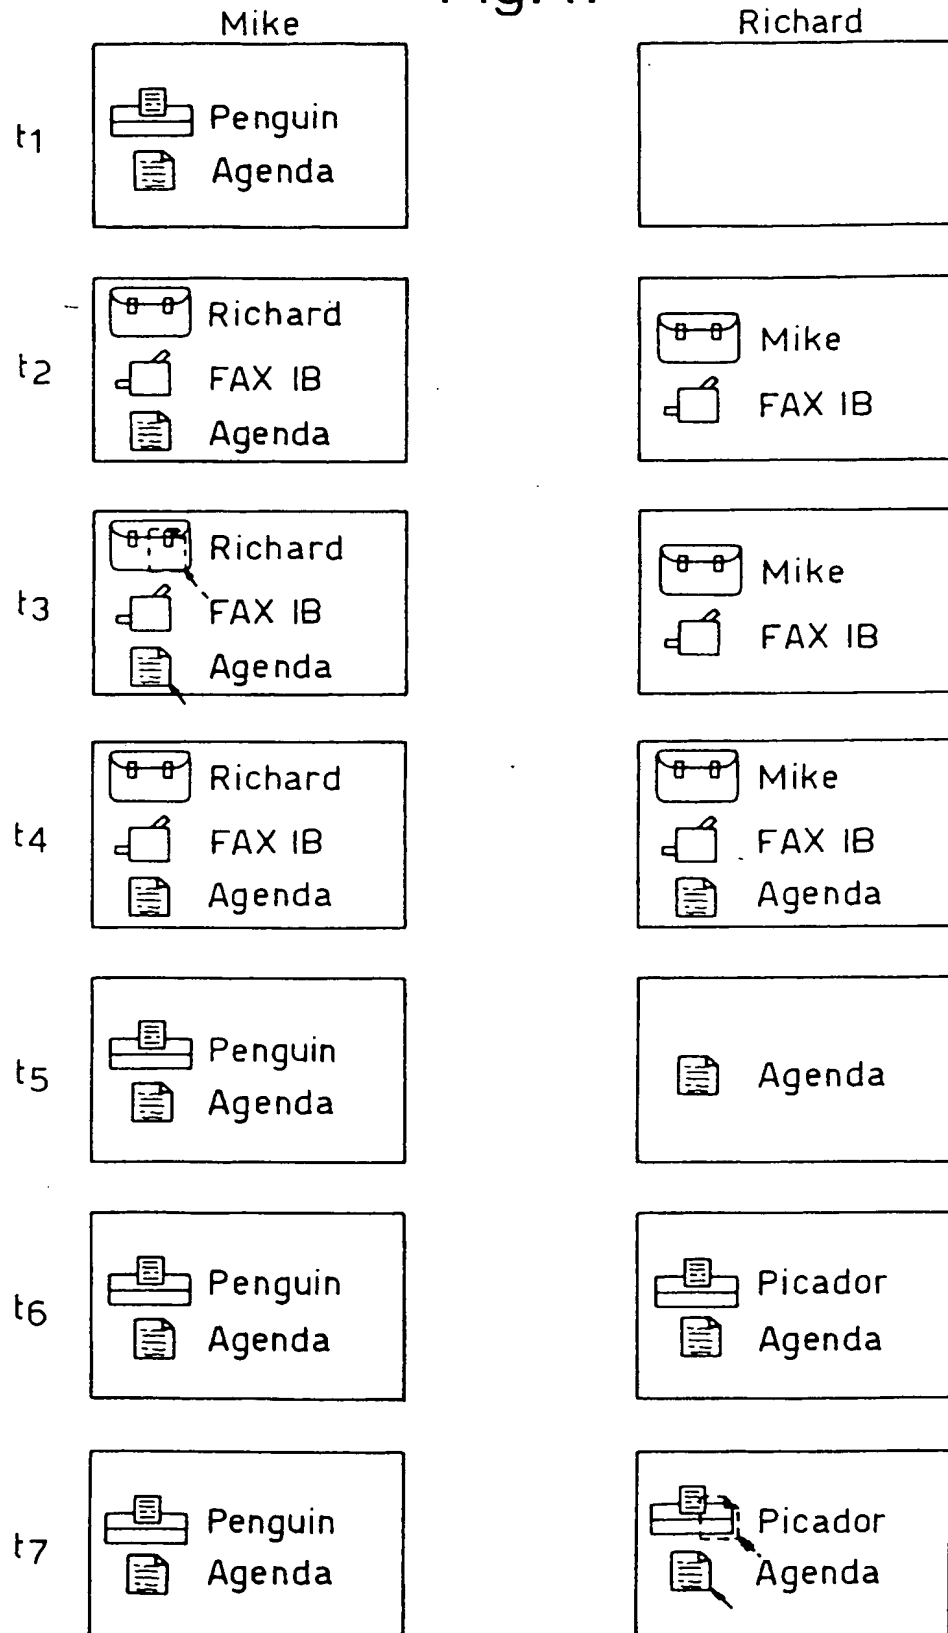 Mike Richard
t1
Penguin
Agenda
t2
Richard
FAX IB
Agenda
Mike
FAX IB
t3
Richard
FAX IB
Agenda
Mike
FAX IB
t4
Richard
FAX IB
Agenda
Mike
FAX IB
Agenda
t5
Penguin
Agenda
Agenda
t6
Penguin
Agenda
Picador
Agenda
t7
Penguin
Agenda
Picador
Agenda